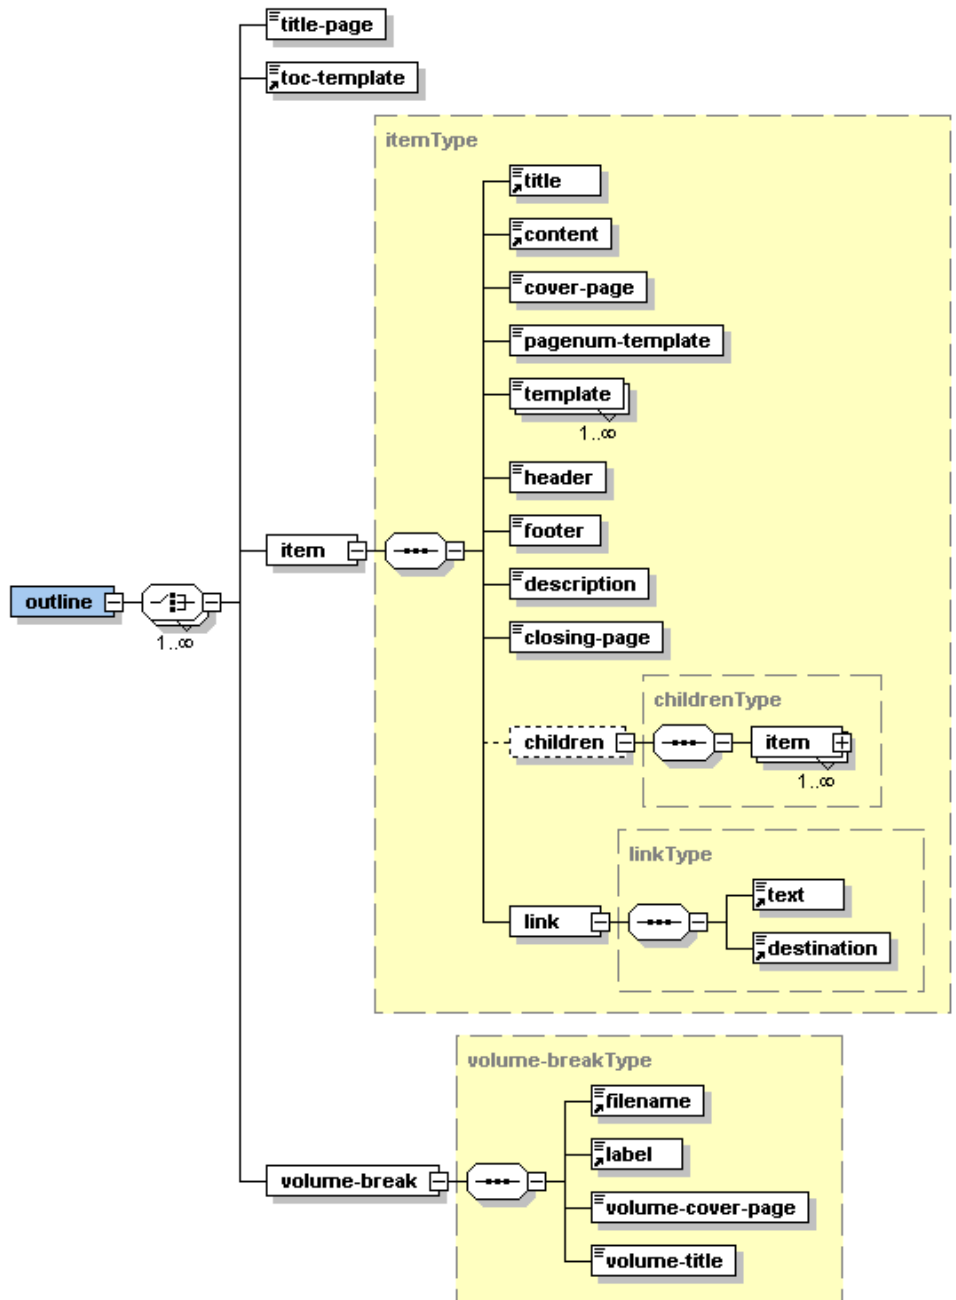 title-page
toc-template
itemType
title
content
cover-page
pagenum-template
template
1..∞
header
footer
item
description
outline
closing-page
1..∞
childrenType
children
item
1..∞
linkType
text
link
destination
volume-breakType
filename
label
volume-break
volume-cover-page
volume-title